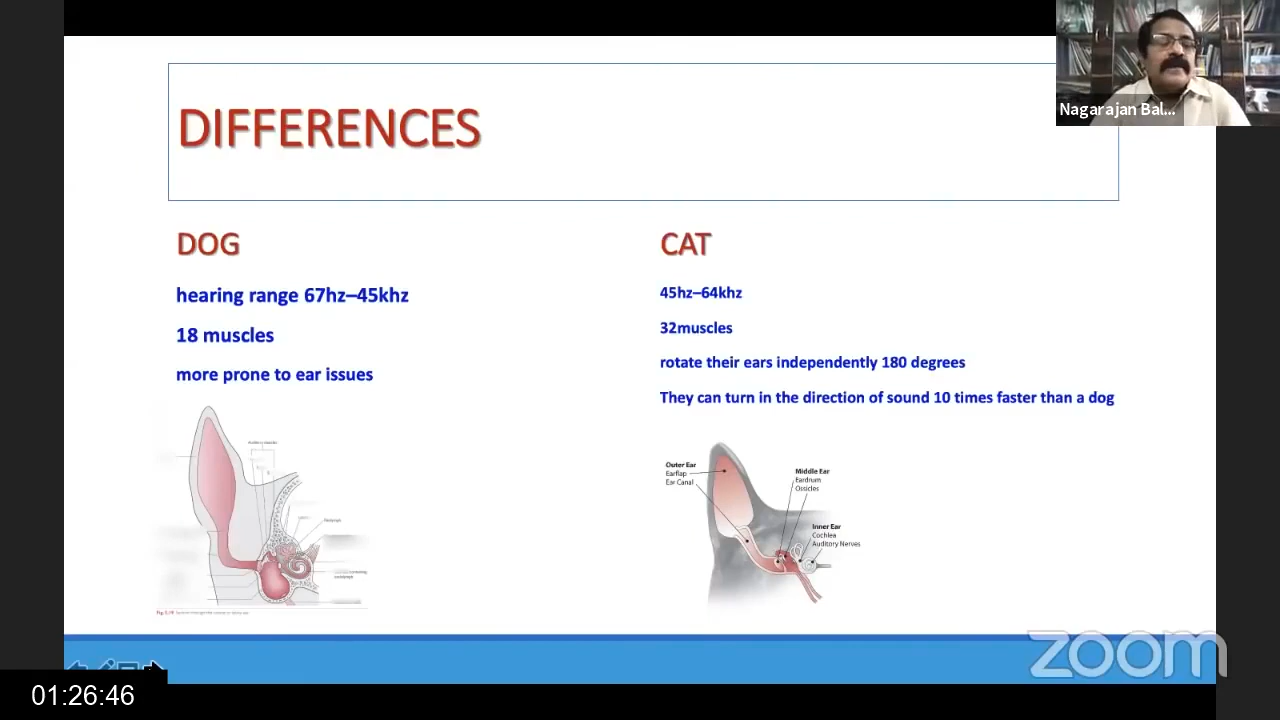 Nagarajan Bal...
DIFFERENCES
DOG
hearing range 67hz–45khz
18 muscles
more prone to ear issues
CAT
45hz–64khz
32muscles
rotate their ears independently 180 degrees
They can turn in the direction of sound 10 times faster than a dog
Outer Ear
Earflap
Ear Canal
Middle Ear
Eardrum
Ossicles
Inner Ear
Cochlea
Auditory Nerves
zoom
01:26:46